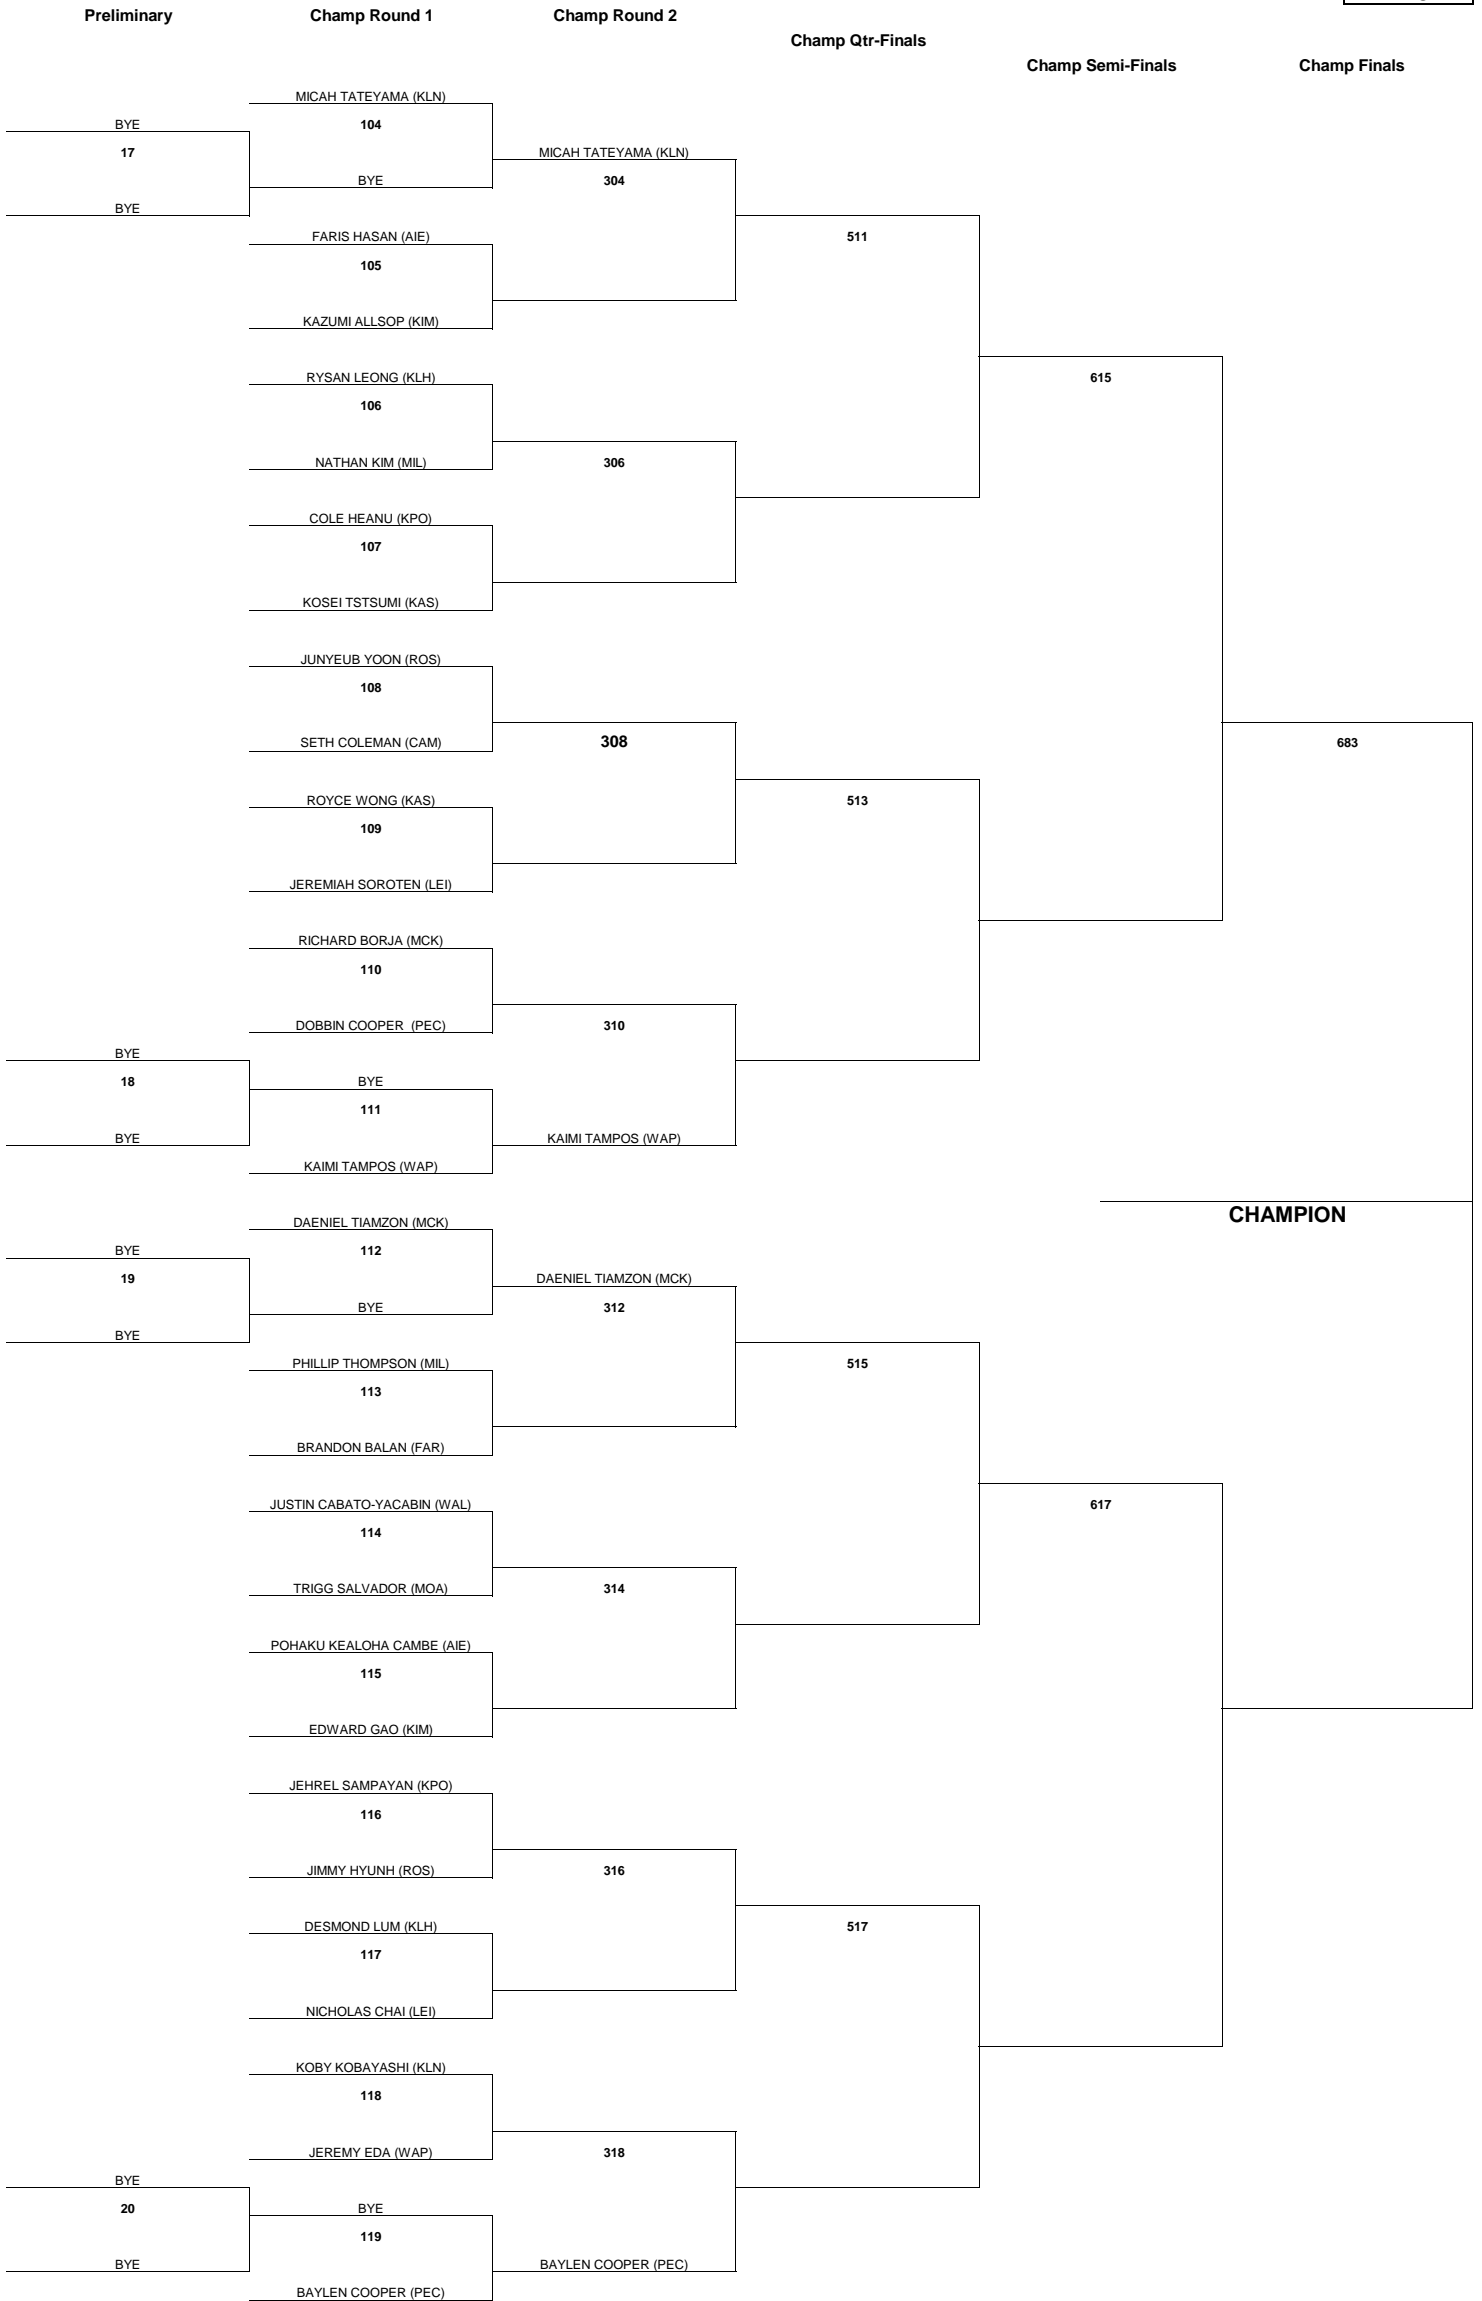 Preliminary
Champ Round 1
Champ Round 2
Champ Qtr-Finals
Champ Semi-Finals
Champ Finals
MICAH TATEYAMA (KLN)
BYE
104
17
MICAH TATEYAMA (KLN)
BYE
304
BYE
FARIS HASAN (AIE)
511
105
KAZUMI ALLSOP (KIM)
RYSAN LEONG (KLH)
615
106
NATHAN KIM (MIL)
306
COLE HEANU (KPO)
107
KOSEI TSTSUMI (KAS)
JUNYEUB YOON (ROS)
108
SETH COLEMAN (CAM)
308
683
ROYCE WONG (KAS)
513
109
JEREMIAH SOROTEN (LEI)
RICHARD BORJA (MCK)
110
DOBBIN COOPER (PEC)
310
BYE
18
BYE
111
BYE
KAIMI TAMPOS (WAP)
KAIMI TAMPOS (WAP)
CHAMPION
DAENIEL TIAMZON (MCK)
BYE
112
19
DAENIEL TIAMZON (MCK)
BYE
312
BYE
PHILLIP THOMPSON (MIL)
515
113
BRANDON BALAN (FAR)
JUSTIN CABATO-YACABIN (WAL)
617
114
TRIGG SALVADOR (MOA)
314
POHAKU KEALOHA CAMBE (AIE)
115
EDWARD GAO (KIM)
JEHREL SAMPAYAN (KPO)
116
JIMMY HYUNH (ROS)
316
DESMOND LUM (KLH)
517
117
NICHOLAS CHAI (LEI)
KOBY KOBAYASHI (KLN)
118
JEREMY EDA (WAP)
318
BYE
20
BYE
119
BYE
BAYLEN COOPER (PEC)
BAYLEN COOPER (PEC)